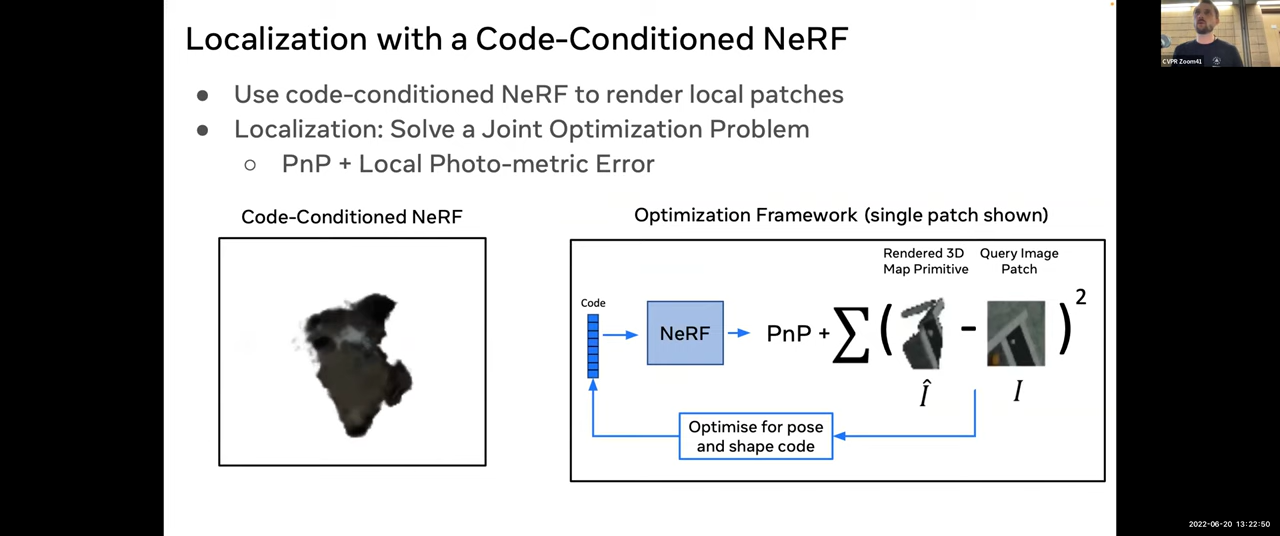 Localization with a Code-Conditioned NeRF
CVPR Zoom41
● Use code-conditioned NeRF to render local patches
● Localization: Solve a Joint Optimization Problem
○ PnP + Local Photo-metric Error
Code-Conditioned NeRF
Optimization Framework (single patch shown)
Rendered 3D
Map Primitive
Query Image
Patch
Code
NeRF
PnP + ∑ ( - )²
Î
I
Optimise for pose
and shape code
2022-06-20 13:22:50